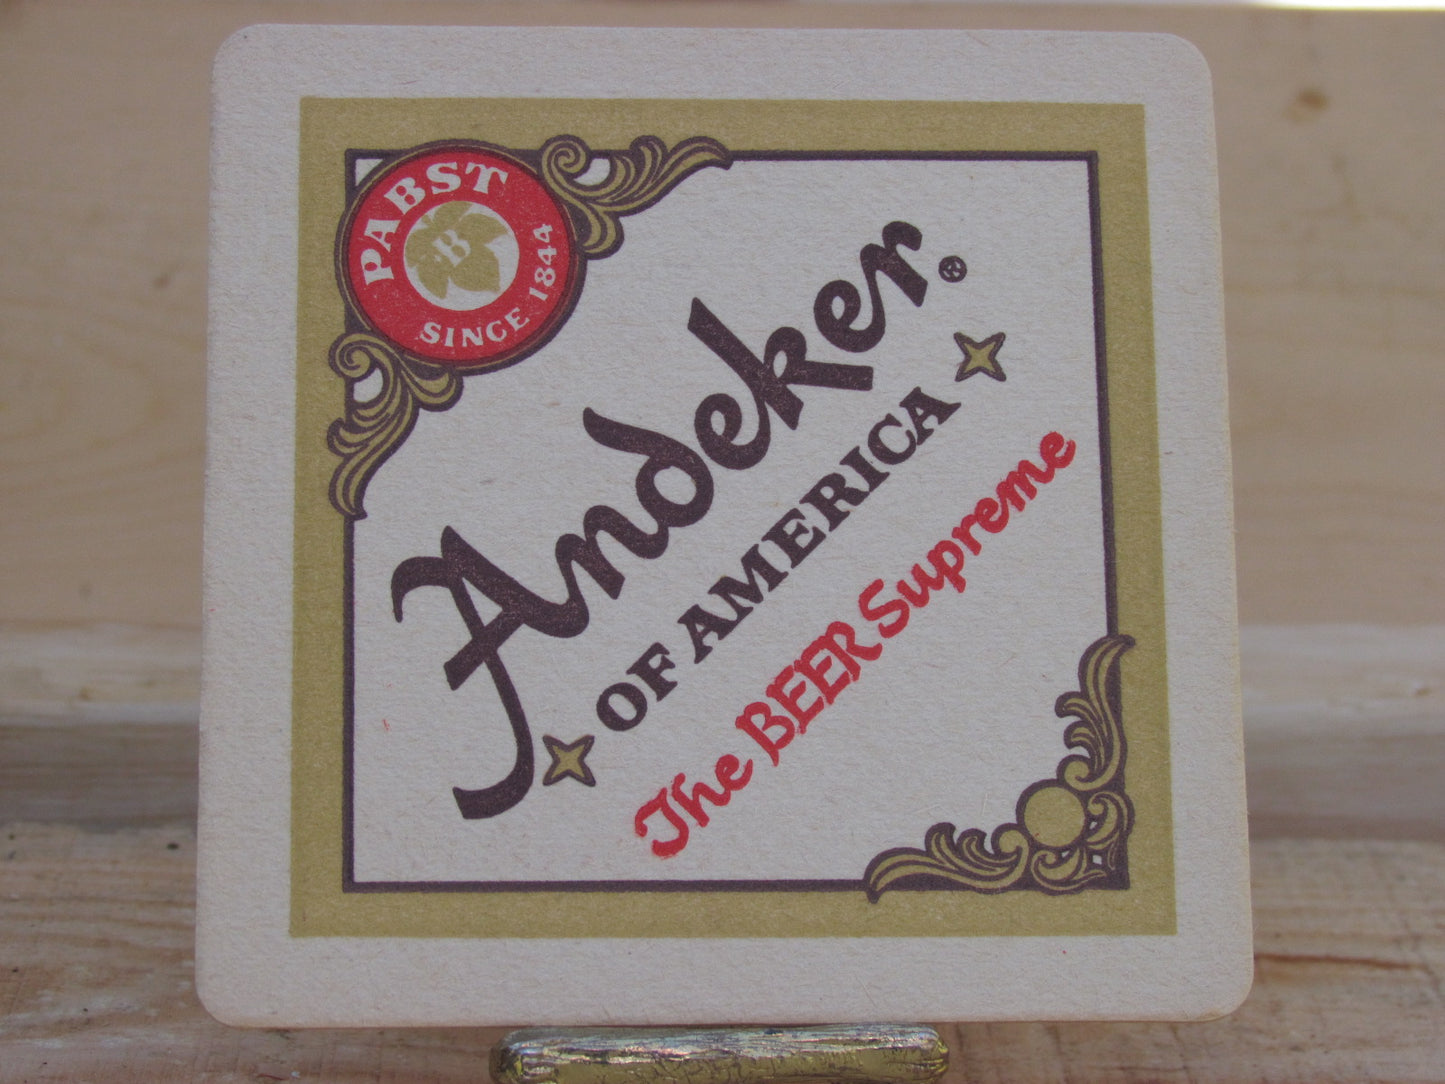 PABST
B
SINCE 1844
Andeker®
OF AMERICA
The BEER Supreme